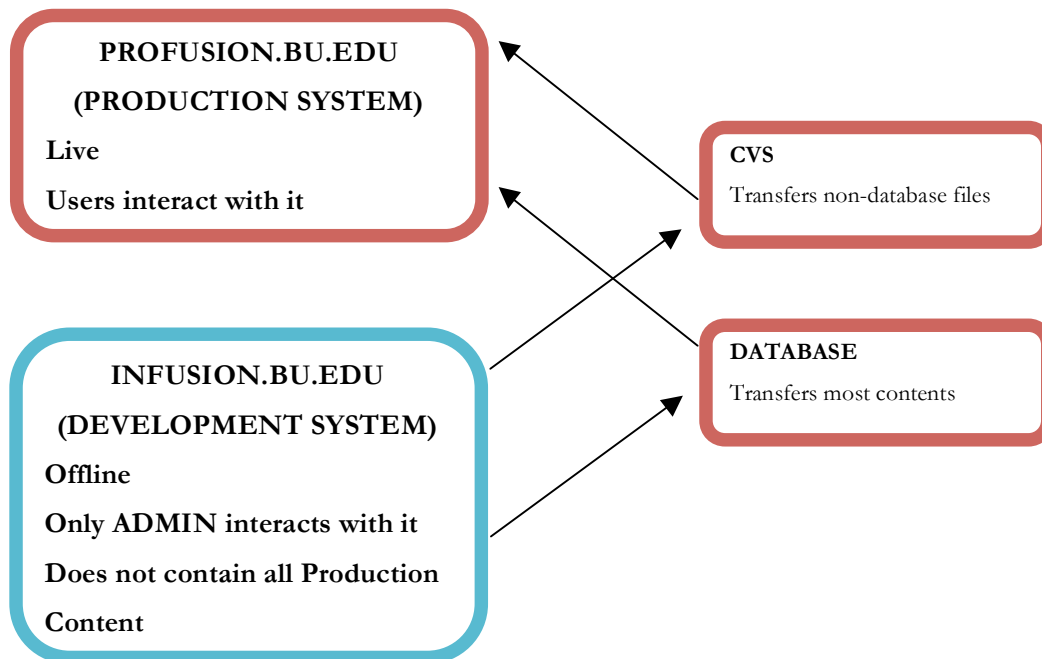 PROFUSION.BU.EDU
(PRODUCTION SYSTEM)
Live
Users interact with it
CVS
Transfers non-database files
INFUSION.BU.EDU
(DEVELOPMENT SYSTEM)
Offline
Only ADMIN interacts with it
Does not contain all Production
Content
DATABASE
Transfers most contents